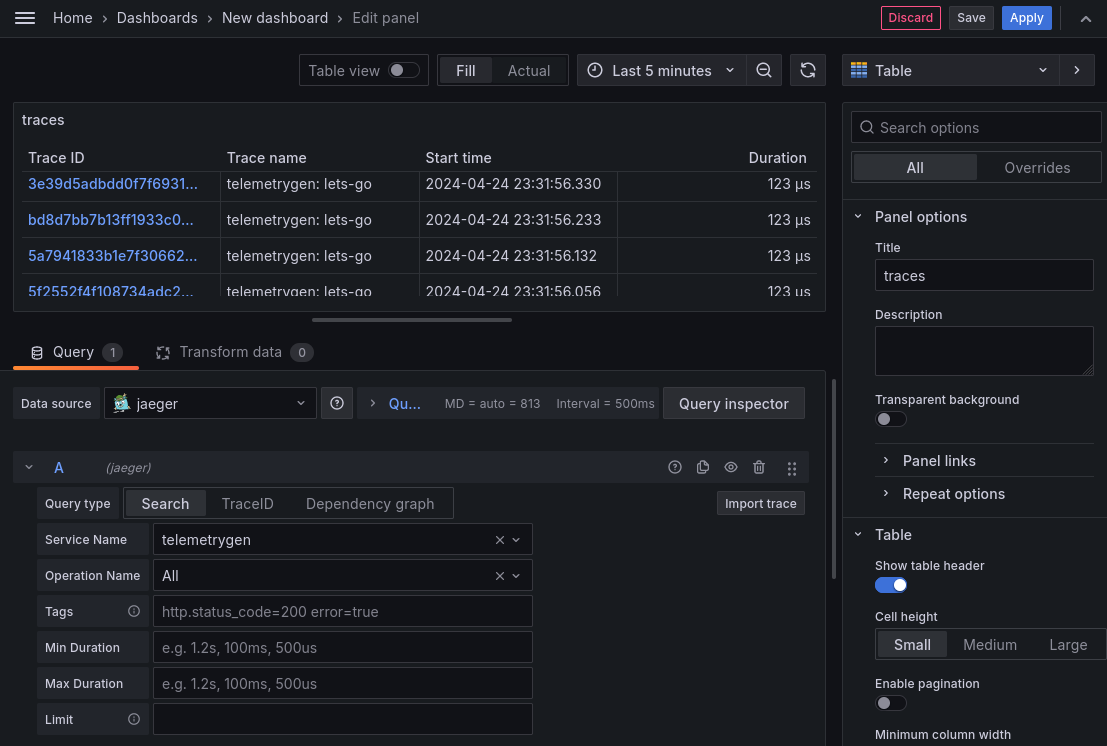 Home › Dashboards › New dashboard › Edit panel
Discard Save Apply
Table view Fill Actual Last 5 minutes Table
traces
Trace ID Trace name Start time Duration
3e39d5adbdd0f7f6931... telemetrygen: lets-go 2024-04-24 23:31:56.330 123 µs
bd8d7bb7b13ff1933c0... telemetrygen: lets-go 2024-04-24 23:31:56.233 123 µs
5a7941833b1e7f30662... telemetrygen: lets-go 2024-04-24 23:31:56.132 123 µs
5f2552f4f108734adc2... telemetrygen: lets-go 2024-04-24 23:31:56.056 123 µs
Query 1 Transform data 0
Data source jaeger Qu... MD = auto = 813 Interval = 500ms Query inspector
A (jaeger)
Query type Search TraceID Dependency graph Import trace
Service Name telemetrygen
Operation Name All
Tags http.status_code=200 error=true
Min Duration e.g. 1.2s, 100ms, 500us
Max Duration e.g. 1.2s, 100ms, 500us
Limit
Search options
All Overrides
Panel options
Title
traces
Description
Transparent background
Panel links
Repeat options
Table
Show table header
Cell height
Small Medium Large
Enable pagination
Minimum column width